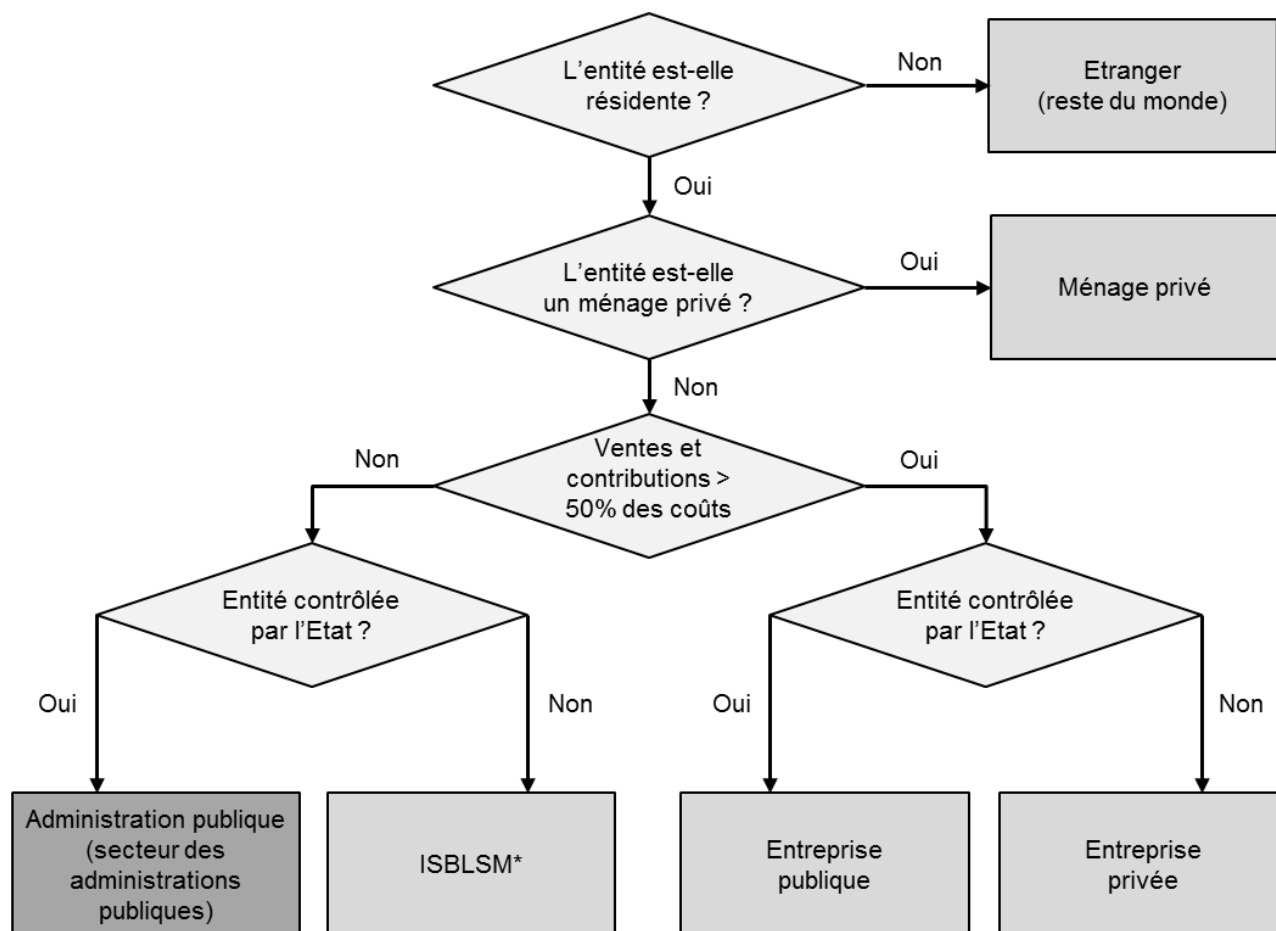 L'entité est-elle
résidente ?
Non
Etranger
(reste du monde)
Oui
L'entité est-elle
un ménage privé ?
Oui
Ménage privé
Non
Non
Ventes et
contributions >
50% des coûts
Oui
Entité contrôlée
par l'Etat ?
Entité contrôlée
par l'Etat ?
Oui
Non
Oui
Non
Administration publique
(secteur des
administrations
publiques)
ISBLSM*
Entreprise
publique
Entreprise
privée